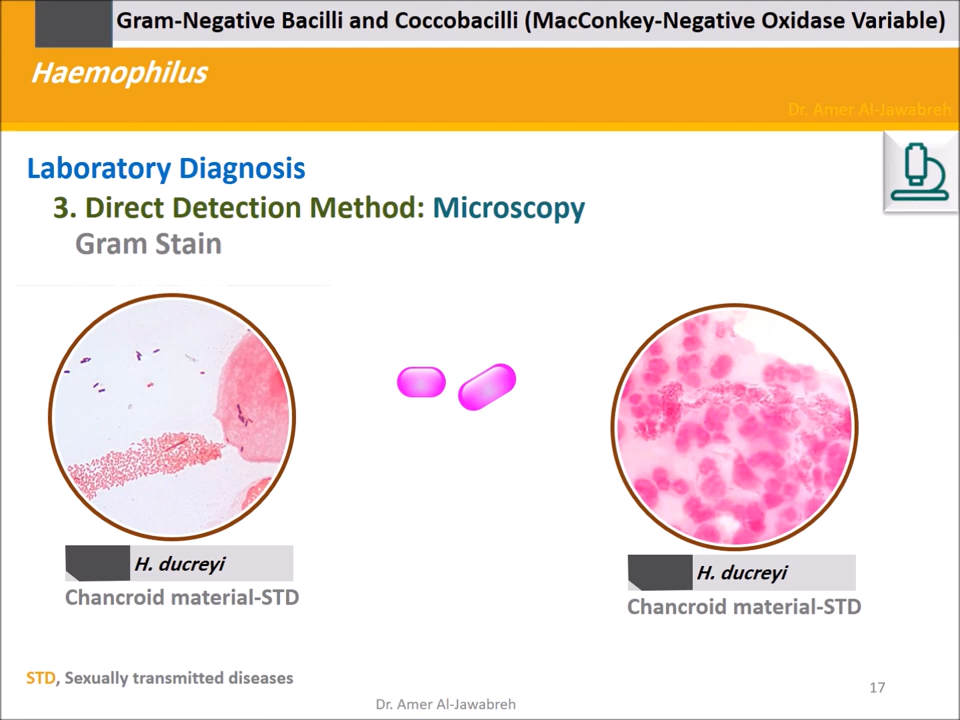 Gram-Negative Bacilli and Coccobacilli (MacConkey-Negative Oxidase Variable)
Haemophilus
Dr. Amer Al-Jawabreh
Laboratory Diagnosis
3. Direct Detection Method: Microscopy
Gram Stain
H. ducreyi
Chancroid material-STD
H. ducreyi
Chancroid material-STD
STD, Sexually transmitted diseases
17
Dr. Amer Al-Jawabreh